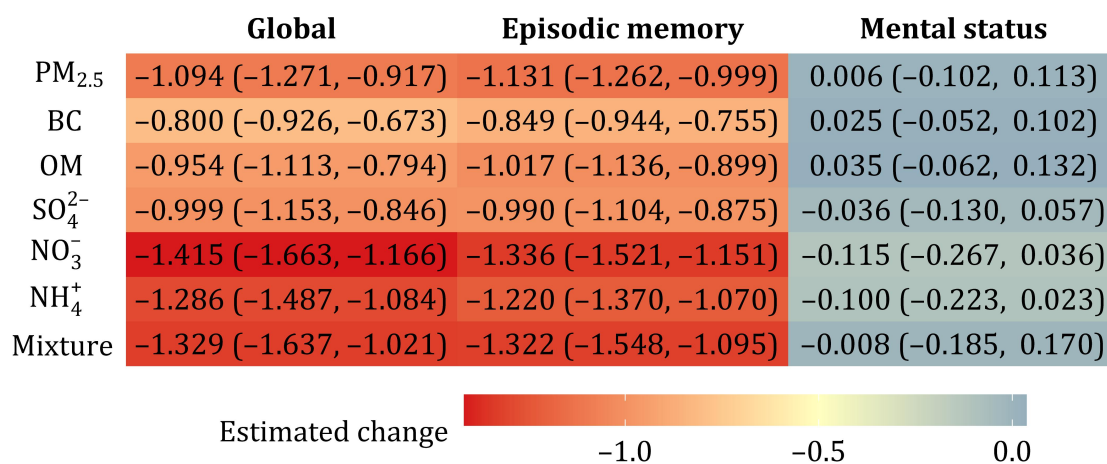 Global Episodic memory Mental status
PM₂.₅ −1.094 (−1.271, −0.917) −1.131 (−1.262, −0.999) 0.006 (−0.102, 0.113)
BC −0.800 (−0.926, −0.673) −0.849 (−0.944, −0.755) 0.025 (−0.052, 0.102)
OM −0.954 (−1.113, −0.794) −1.017 (−1.136, −0.899) 0.035 (−0.062, 0.132)
SO₄²⁻ −0.999 (−1.153, −0.846) −0.990 (−1.104, −0.875) −0.036 (−0.130, 0.057)
NO₃⁻ −1.415 (−1.663, −1.166) −1.336 (−1.521, −1.151) −0.115 (−0.267, 0.036)
NH₄⁺ −1.286 (−1.487, −1.084) −1.220 (−1.370, −1.070) −0.100 (−0.223, 0.023)
Mixture −1.329 (−1.637, −1.021) −1.322 (−1.548, −1.095) −0.008 (−0.185, 0.170)
Estimated change
−1.0 −0.5 0.0